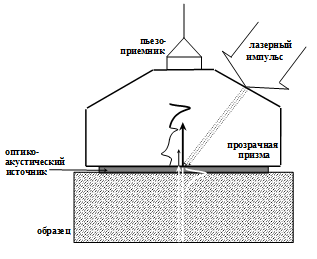 пьезо-
приемник
лазерный
импульс
прозрачная
призма
оптико-
акустический
источник
образец